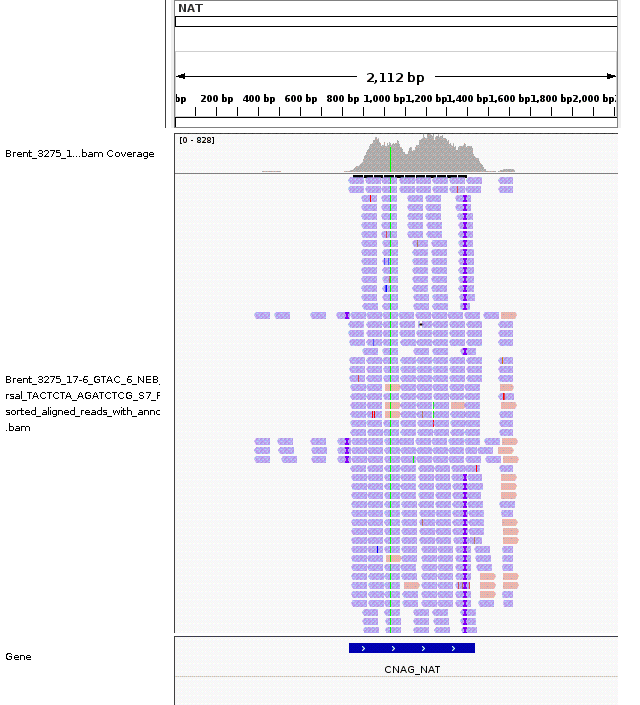 NAT
2,112 bp
bp 200 bp 400 bp 600 bp 800 bp 1,000 bp 1,200 bp 1,400 bp 1,600 bp 1,800 bp 2,000 bp
[0 - 828]
Brent_3275_1...bam Coverage
Brent_3275_17-6_GTAC_6_NEB_
rsal_TACTCTA_AGATCTCG_S7_F
sorted_aligned_reads_with_annc
.bam
Gene
CNAG_NAT